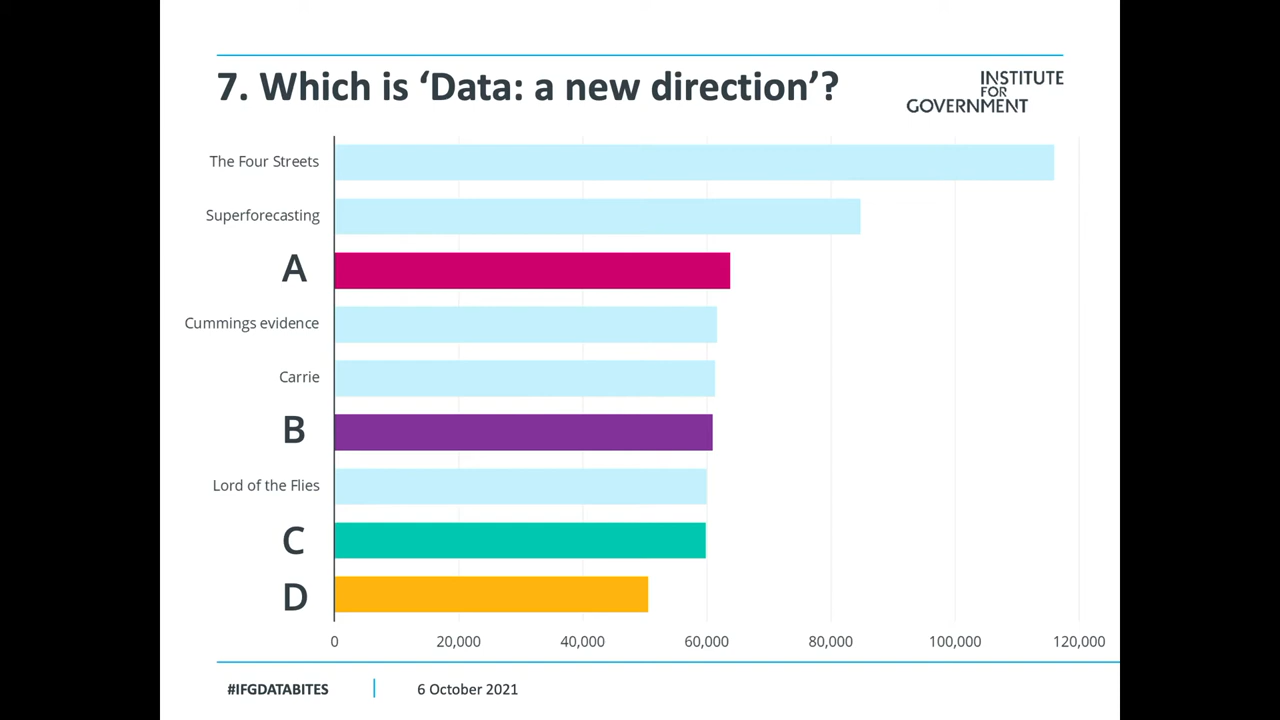 7. Which is ‘Data: a new direction’?
INSTITUTE
FOR
GOVERNMENT
The Four Streets
Superforecasting
A
Cummings evidence
Carrie
B
Lord of the Flies
C
D
0 20,000 40,000 60,000 80,000 100,000 120,000
#IFGDATABITES 6 October 2021